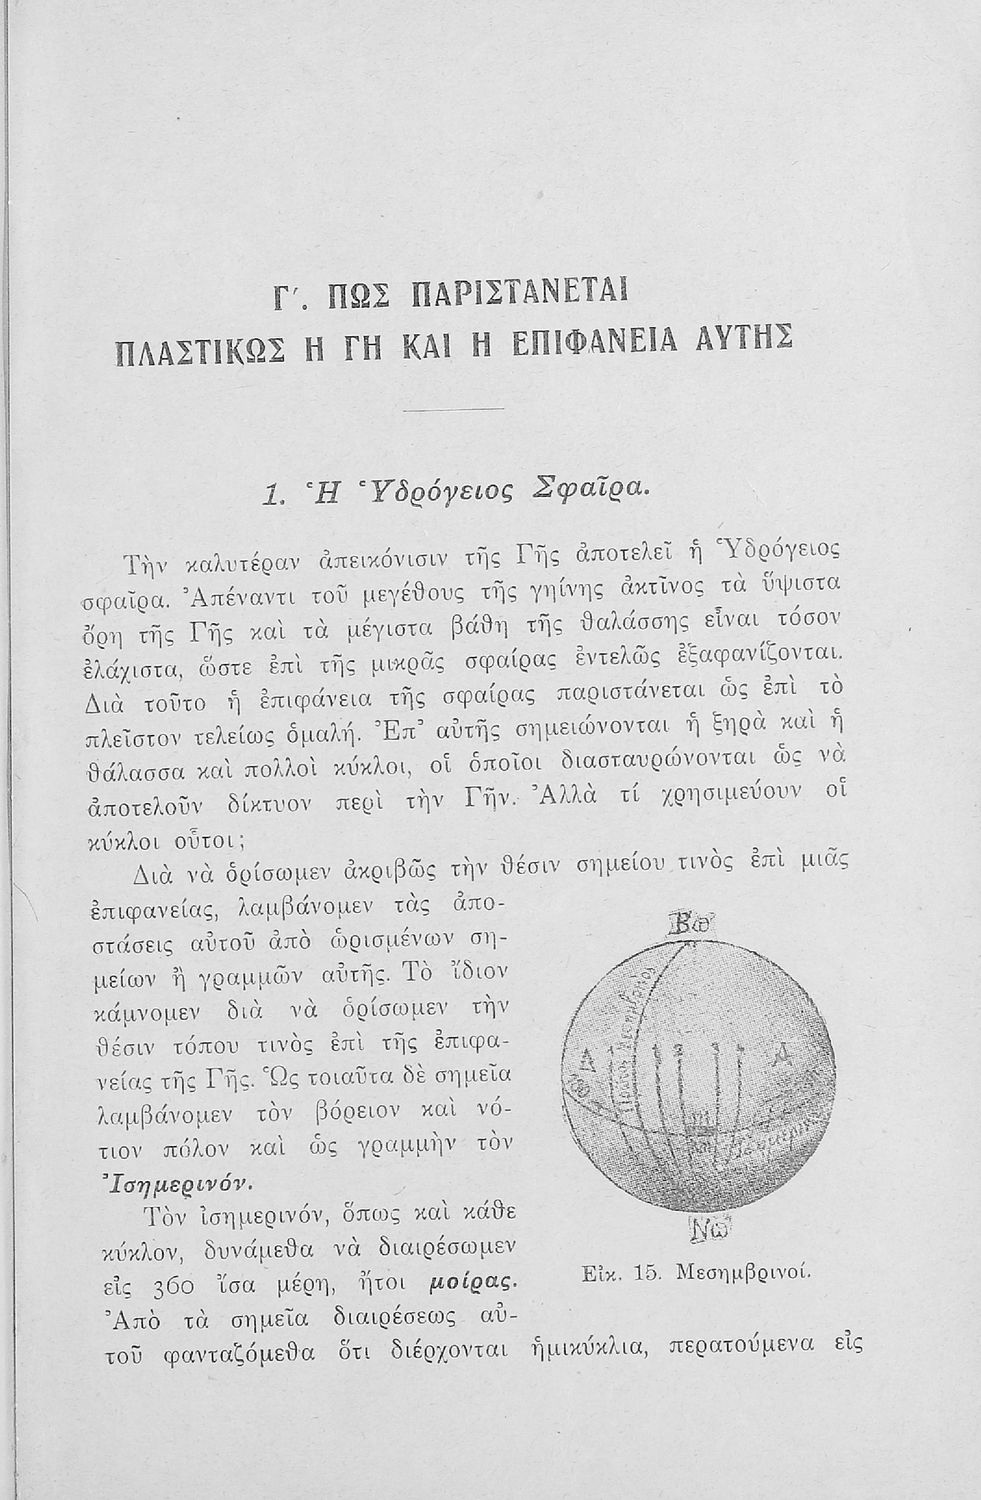 Γ΄. ΠΩΣ ΠΑΡΙΣΤΑΝΕΤΑΙ
ΠΛΑΣΤΙΚΩΣ Η ΓΗ ΚΑΙ Η ΕΠΙΦΑΝΕΙΑ ΑΥΤΗΣ
1. Ἡ Ὑδρόγειος Σφαῖρα.
Τὴν καλυτέραν ἀπεικόνισιν τῆς Γῆς ἀποτελεῖ ἡ Ὑδρόγειος
σφαῖρα. Ἀπέναντι τοῦ μεγέθους τῆς γηίνης ἀκτῖνος τὰ ὕψιστα
ὄρη τῆς Γῆς καὶ τὰ μέγιστα βάθη τῆς θαλάσσης εἶναι τόσον
ἐλάχιστα, ὥστε ἐπὶ τῆς μικρᾶς σφαίρας ἐντελῶς ἐξαφανίζονται.
Διὰ τοῦτο ἡ ἐπιφάνεια τῆς σφαίρας παριστάνεται ὡς ἐπὶ τὸ
πλεῖστον τελείως ὁμαλή. Ἐπ᾽ αὐτῆς σημειώνονται ἡ ξηρὰ καὶ ἡ
θάλασσα καὶ πολλοὶ κύκλοι, οἱ ὁποῖοι διασταυρώνονται ὡς νὰ
ἀποτελοῦν δίκτυον περὶ τὴν Γῆν. Ἀλλὰ τί χρησιμεύουν οἱ
κύκλοι οὗτοι;
Διὰ νὰ ὁρίσωμεν ἀκριβῶς τὴν θέσιν σημείου τινὸς ἐπὶ μιᾶς
ἐπιφανείας, λαμβάνομεν τὰς ἀπο-
στάσεις αὐτοῦ ἀπὸ ὡρισμένων ση-
μείων ἢ γραμμῶν αὐτῆς. Τὸ ἴδιον
κάμνομεν διὰ νὰ ὁρίσωμεν τὴν
θέσιν τόπου τινὸς ἐπὶ τῆς ἐπιφα-
νείας τῆς Γῆς. Ὡς τοιαῦτα δὲ σημεῖα
λαμβάνομεν τὸν βόρειον καὶ νό-
τιον πόλον καὶ ὡς γραμμὴν τὸν
Ἰσημερινόν.
Τὸν ἰσημερινόν, ὅπως καὶ κάθε
κύκλον, δυνάμεθα νὰ διαιρέσωμεν
εἰς 360 ἴσα μέρη, ἤτοι μοίρας.
Ἀπὸ τὰ σημεῖα διαιρέσεως αὐ-
τοῦ φανταζόμεθα ὅτι διέρχονται ἡμικύκλια, περατούμενα εἰς
Βω
Δ
Α
Νω
Εἰκ. 15. Μεσημβρινοί.